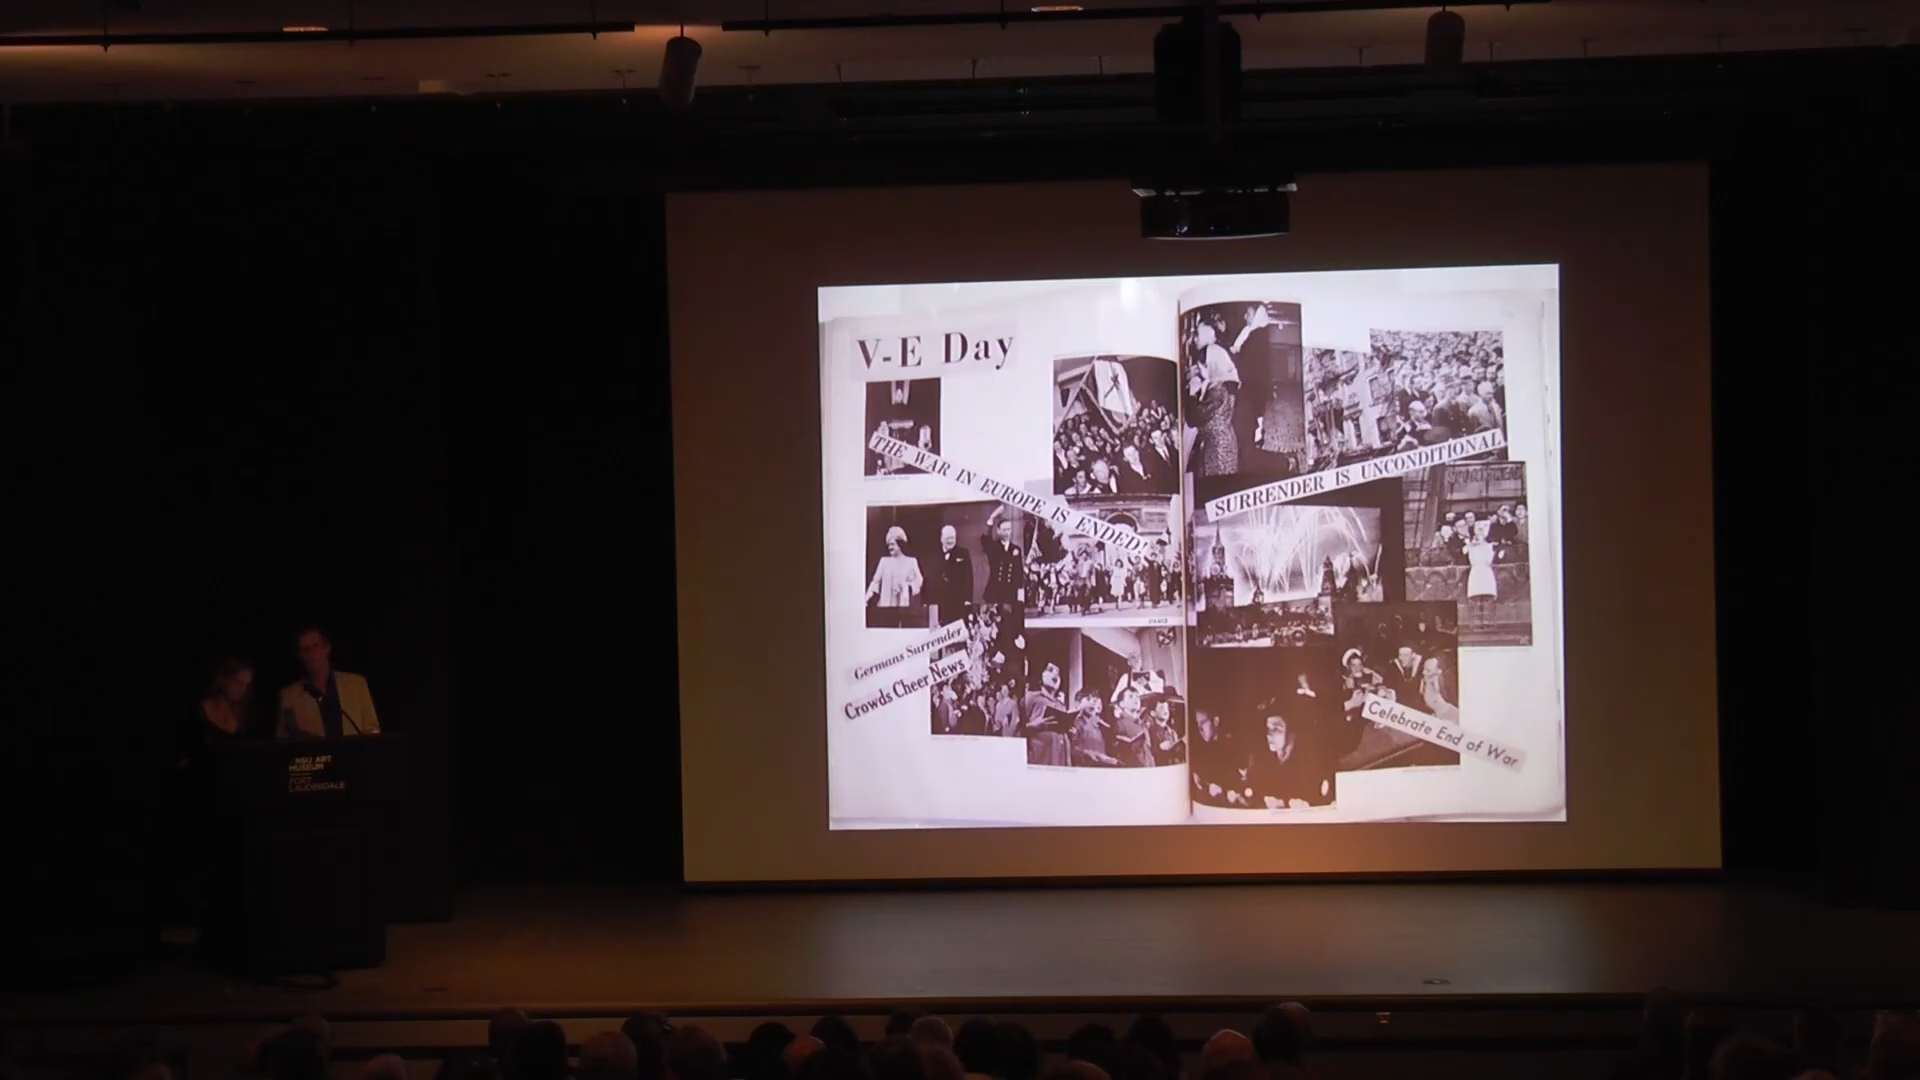 V-E Day
THE WAR IN EUROPE IS ENDED!
SURRENDER IS UNCONDITIONAL
Germans Surrender
Crowds Cheer News
Celebrate End of War
NSU ART
MUSEUM
FORT
LAUDERDALE